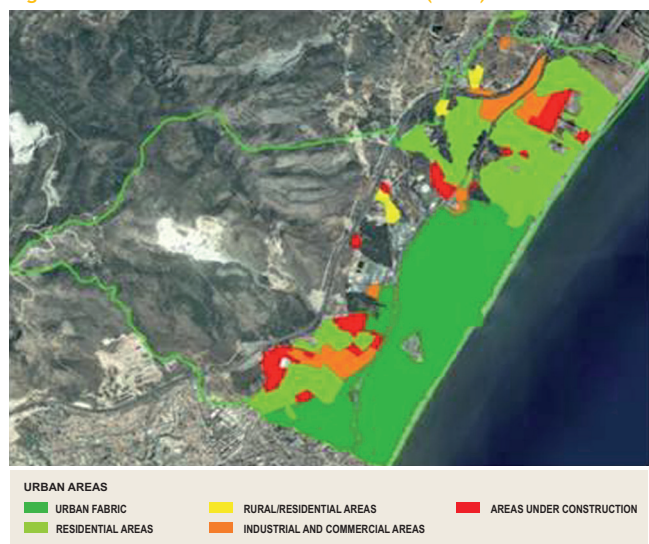 URBAN AREAS
URBAN FABRIC
RURAL/RESIDENTIAL AREAS
AREAS UNDER CONSTRUCTION
RESIDENTIAL AREAS
INDUSTRIAL AND COMMERCIAL AREAS